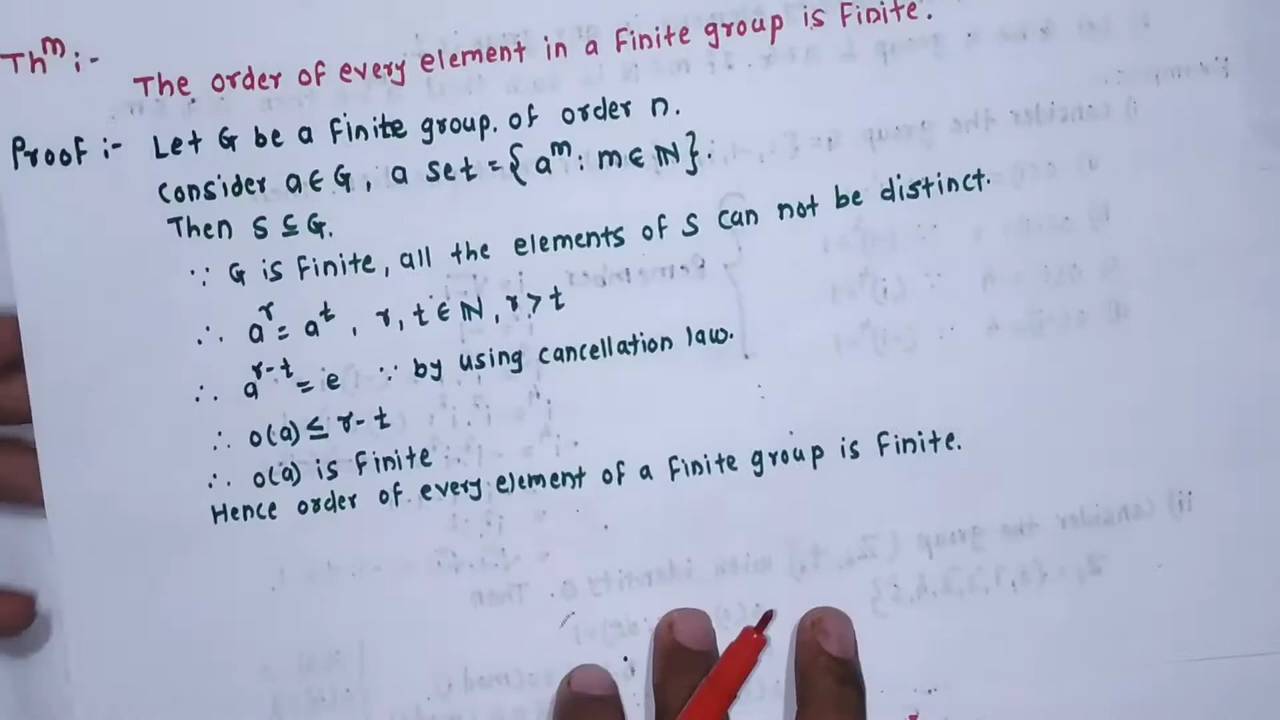 Th^m :- The order of every element in a finite group is Finite.
Proof :- Let G be a finite group. of order n.
Consider a ∈ G, a set = { a^m : m ∈ ℕ }.
Then S ⊆ G.
∵ G is Finite, all the elements of S can not be distinct.
∴ a^r = a^t, r, t ∈ ℕ, r > t
∴ a^{r-t} = e ∵ by using cancellation law.
∴ o(a) ≤ r - t
∴ o(a) is Finite
Hence order of every element of a finite group is Finite.